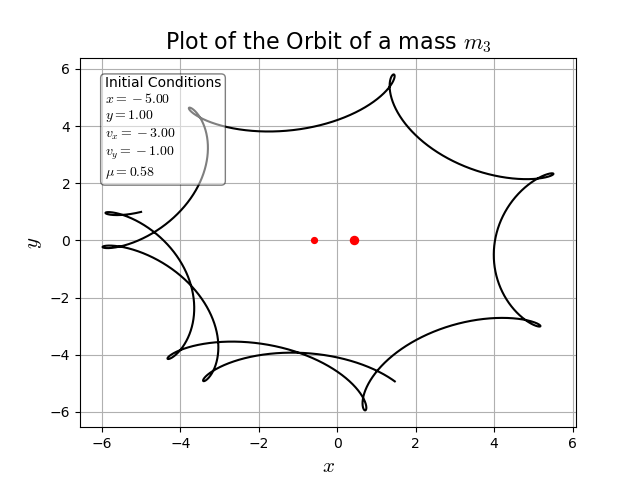 Plot of the Orbit of a mass m₃
Initial Conditions
x = −5.00
y = 1.00
vₓ = −3.00
v_y = −1.00
μ = 0.58
6
4
2
0
−2
−4
−6
y
−6
−4
−2
0
2
4
6
x